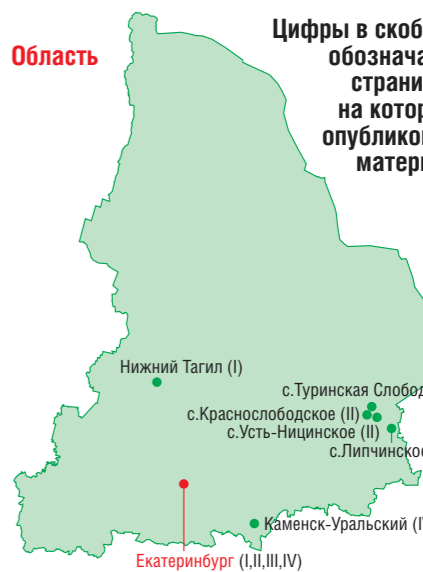 Область
Цифры в скоб
обознача
страни
на котор
опубликов
матери
Нижний Тагил (I)
с.Туринская Слобод
с.Краснослободское (II)
с.Усть-Ницинское (II)
с.Липчинское
Каменск-Уральский (I
Екатеринбург (I,II,III,IV)